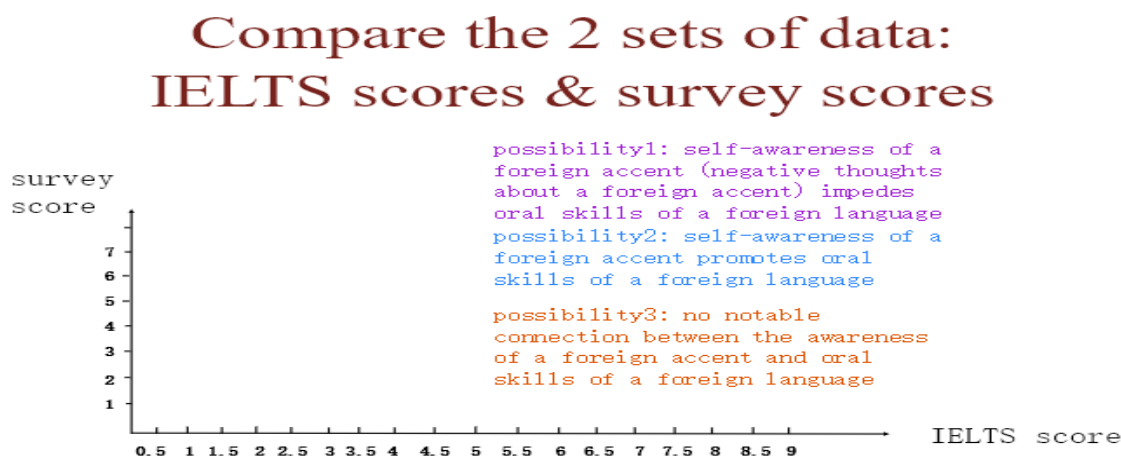 Compare the 2 sets of data:
IELTS scores & survey scores
possibility1: self-awareness of a
foreign accent (negative thoughts
about a foreign accent) impedes
oral skills of a foreign language
possibility2: self-awareness of a
foreign accent promotes oral
skills of a foreign language
possibility3: no notable
connection between the awareness
of a foreign accent and oral
skills of a foreign language
survey
score
7
6
5
4
3
2
1
0.5 1 1.5 2 2.5 3 3.5 4 4.5 5 5.5 6 6.5 7 7.5 8 8.5 9
IELTS score